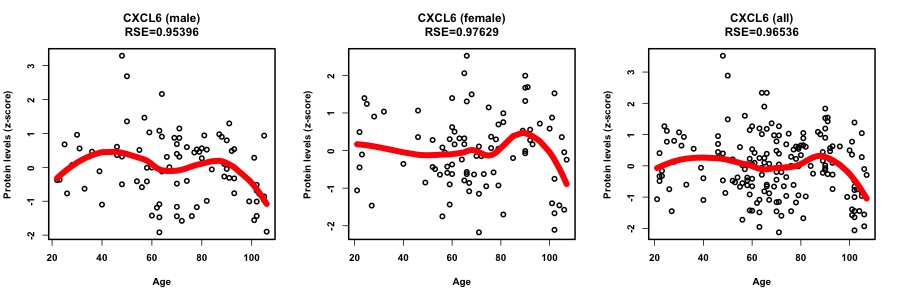 CXCL6 (male)
RSE=0.95396
Protein levels (z-score)
3
2
1
0
-1
-2
20 40 60 80 100
Age
CXCL6 (female)
RSE=0.97629
Protein levels (z-score)
2
1
0
-1
-2
20 40 60 80 100
Age
CXCL6 (all)
RSE=0.96536
Protein levels (z-score)
3
2
1
0
-1
-2
20 40 60 80 100
Age